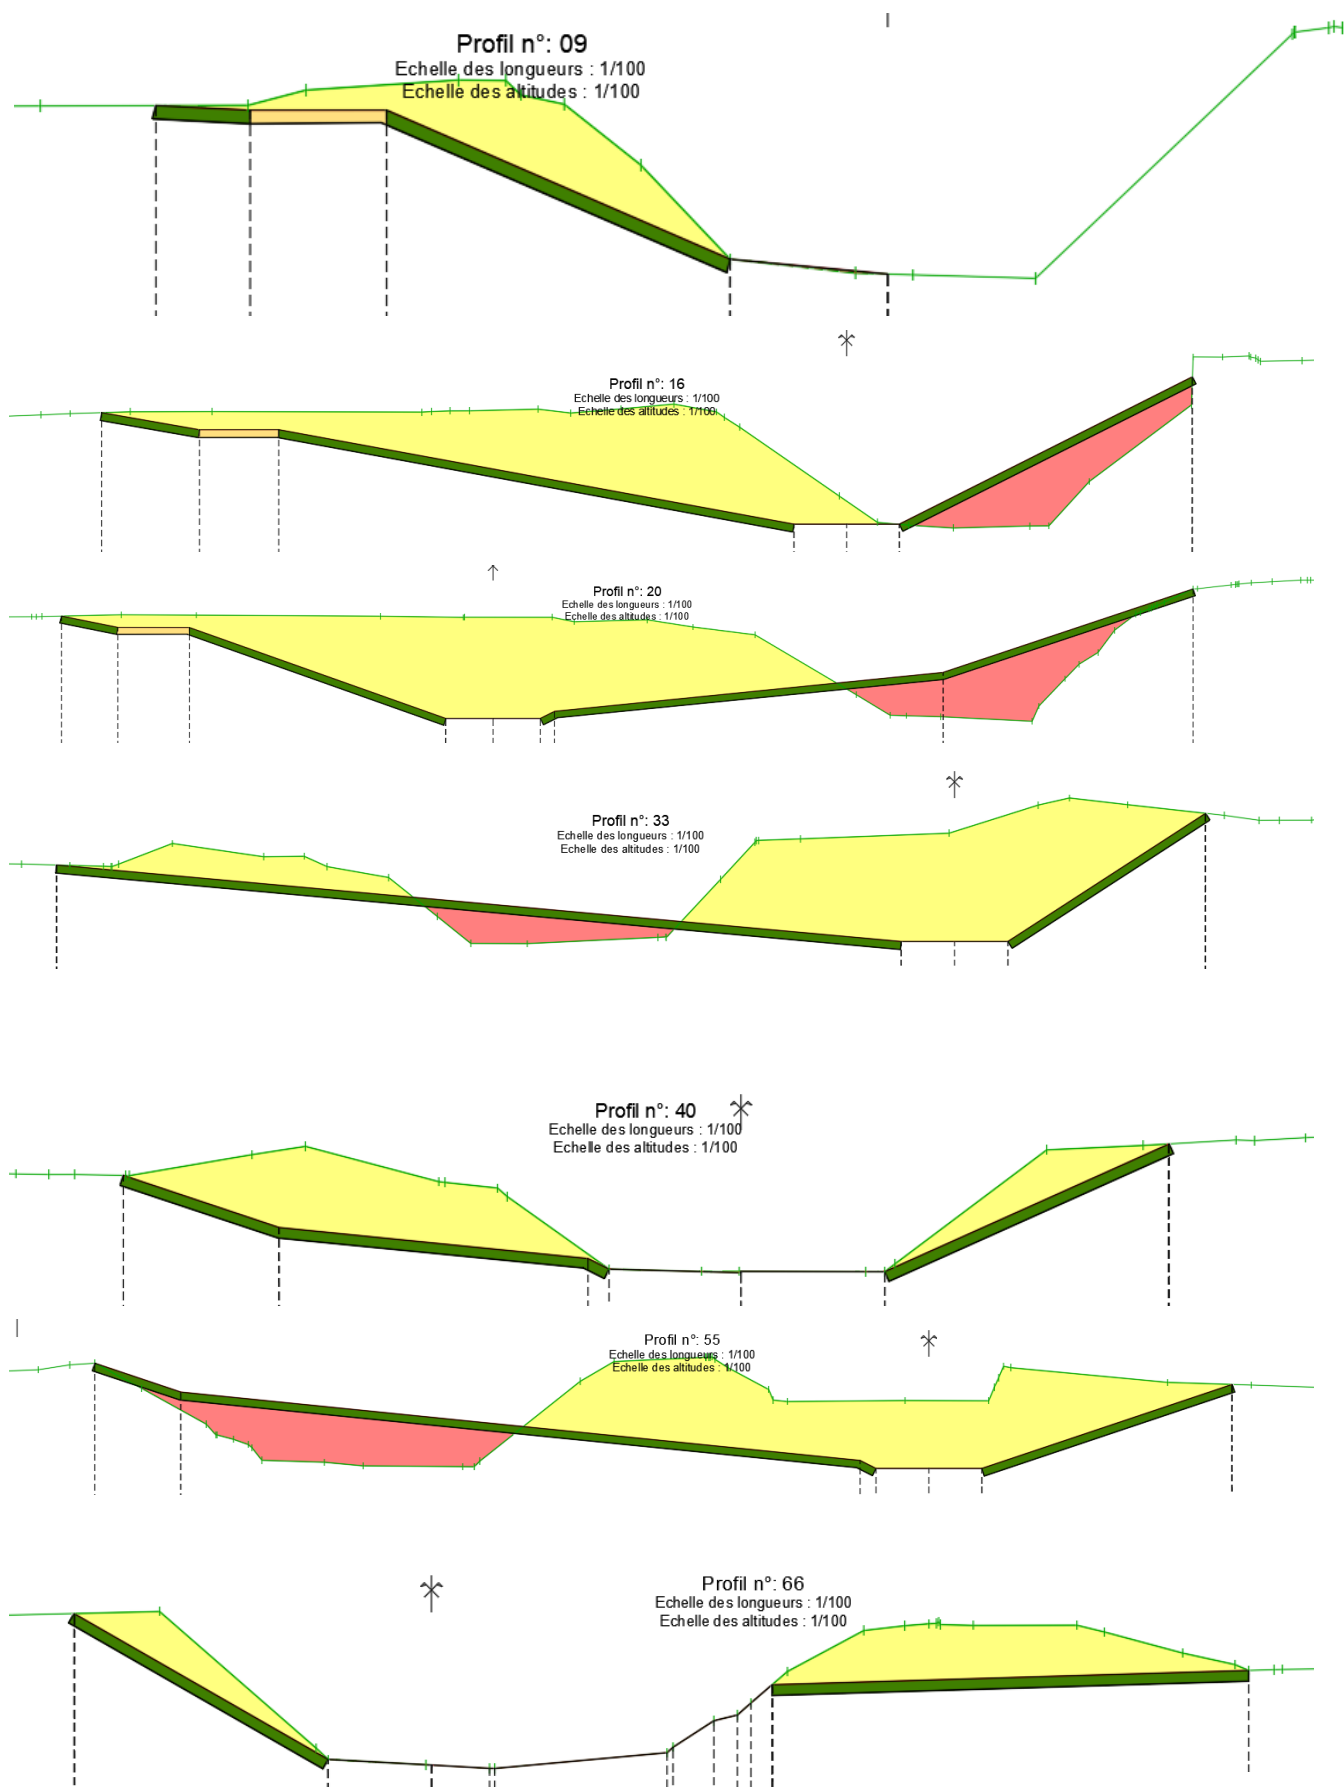 Profil n°: 09
Echelle des longueurs : 1/100
Echelle des altitudes : 1/100
Profil n°: 16
Echelle des longueurs : 1/100
Echelle des altitudes : 1/100
Profil n°: 20
Echelle des longueurs : 1/100
Echelle des altitudes : 1/100
Profil n°: 33
Echelle des longueurs : 1/100
Echelle des altitudes : 1/100
Profil n°: 40
Echelle des longueurs : 1/100
Echelle des altitudes : 1/100
Profil n°: 55
Echelle des longueurs : 1/100
Echelle des altitudes : 1/100
Profil n°: 66
Echelle des longueurs : 1/100
Echelle des altitudes : 1/100